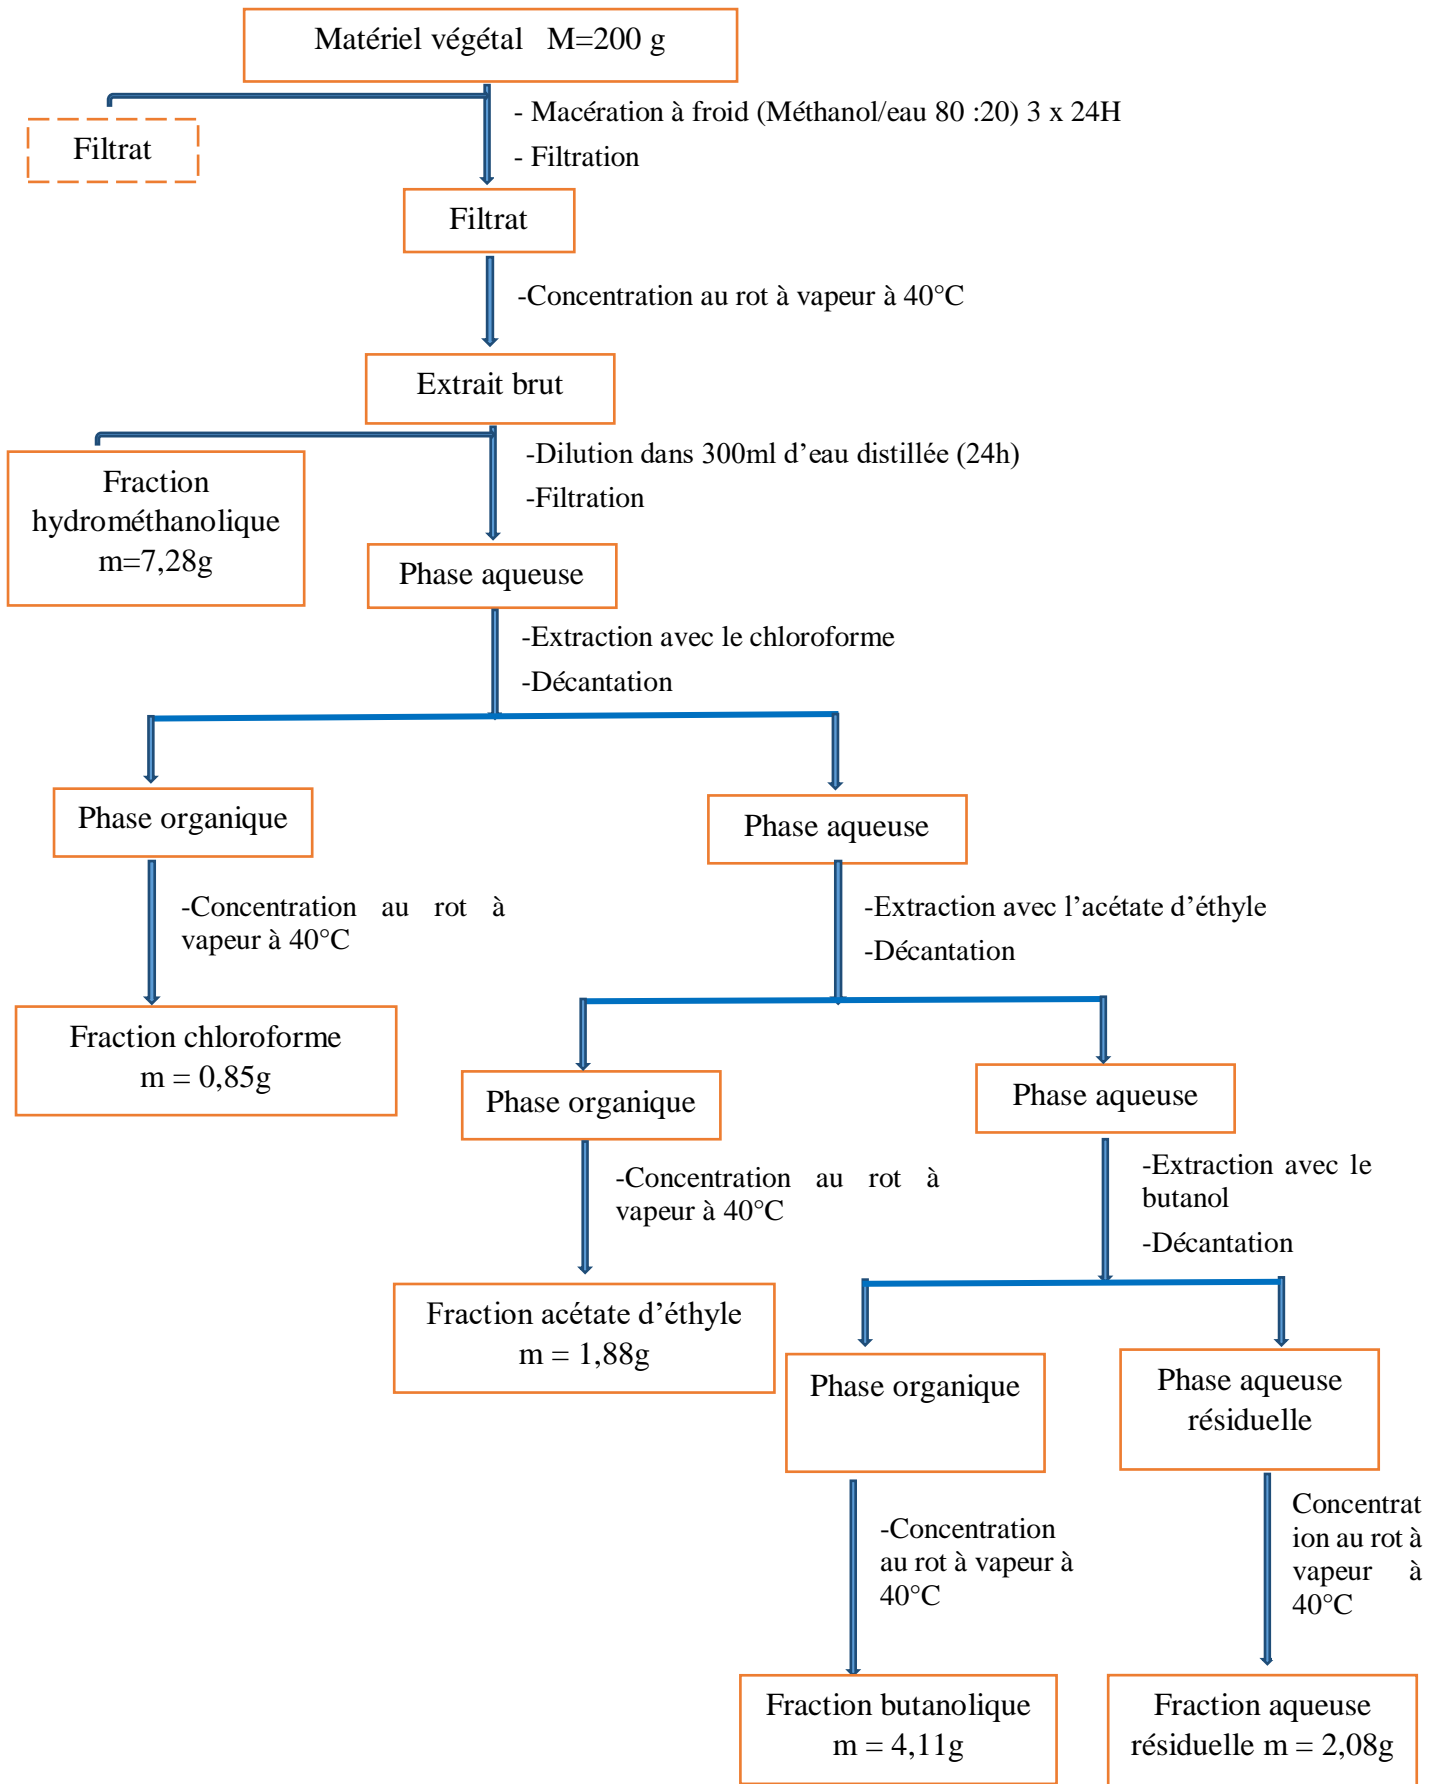 Matériel végétal M=200 g
- Macération à froid (Méthanol/eau 80 :20) 3 x 24H
- Filtration
Filtrat
Filtrat
-Concentration au rot à vapeur à 40°C
Extrait brut
-Dilution dans 300ml d’eau distillée (24h)
-Filtration
Fraction
hydrométhanolique
m=7,28g
Phase aqueuse
-Extraction avec le chloroforme
-Décantation
Phase organique
Phase aqueuse
-Concentration au rot à
vapeur à 40°C
-Extraction avec l’acétate d’éthyle
-Décantation
Fraction chloroforme
m = 0,85g
Phase organique
Phase aqueuse
-Concentration au rot à
vapeur à 40°C
-Extraction avec le
butanol
-Décantation
Fraction acétate d’éthyle
m = 1,88g
Phase organique
Phase aqueuse
résiduelle
-Concentration
au rot à vapeur à
40°C
Concentrat
ion au rot à
vapeur à
40°C
Fraction butanolique
m = 4,11g
Fraction aqueuse
résiduelle m = 2,08g